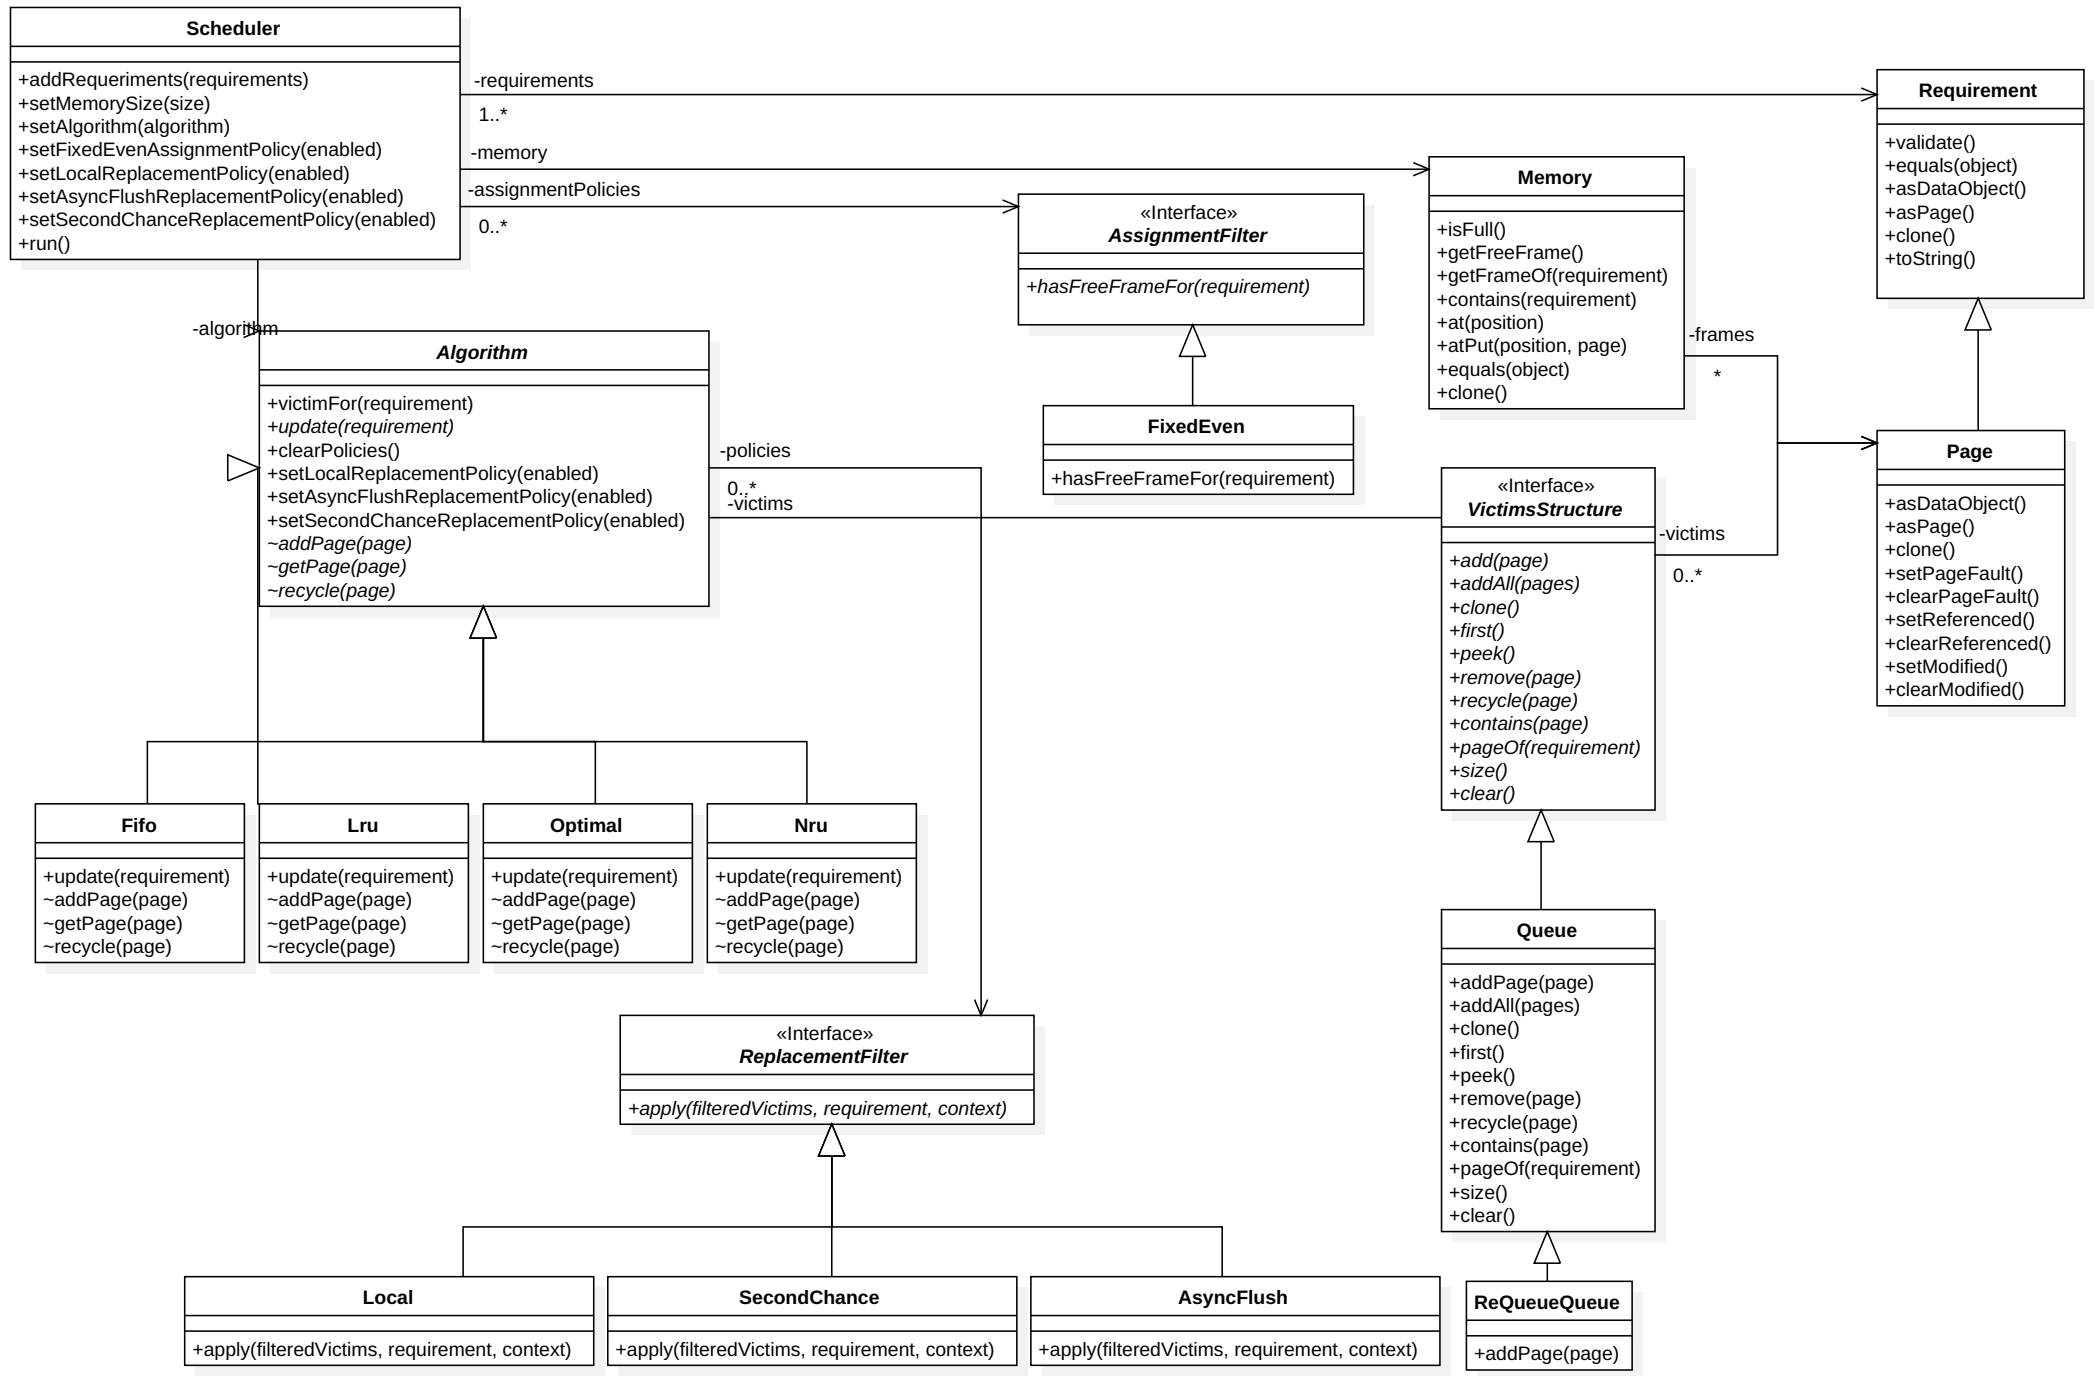 Scheduler
+addRequeriments(requirements)
+setMemorySize(size)
+setAlgorithm(algorithm)
+setFixedEvenAssignmentPolicy(enabled)
+setLocalReplacementPolicy(enabled)
+setAsyncFlushReplacementPolicy(enabled)
+setSecondChanceReplacementPolicy(enabled)
+run()
-requirements
1..*
-memory
-assignmentPolicies
0..*
-algorithm
Requirement
+validate()
+equals(object)
+asDataObject()
+asPage()
+clone()
+toString()
Memory
+isFull()
+getFreeFrame()
+getFrameOf(requirement)
+contains(requirement)
+at(position)
+atPut(position, page)
+equals(object)
+clone()
-frames
*
«Interface»
AssignmentFilter
+hasFreeFrameFor(requirement)
FixedEven
+hasFreeFrameFor(requirement)
Algorithm
+victimFor(requirement)
+update(requirement)
+clearPolicies()
+setLocalReplacementPolicy(enabled)
+setAsyncFlushReplacementPolicy(enabled)
+setSecondChanceReplacementPolicy(enabled)
~addPage(page)
~getPage(page)
~recycle(page)
-policies
0..*
-victims
«Interface»
VictimsStructure
+add(page)
+addAll(pages)
+clone()
+first()
+peek()
+remove(page)
+recycle(page)
+contains(page)
+pageOf(requirement)
+size()
+clear()
-victims
0..*
Page
+asDataObject()
+asPage()
+clone()
+setPageFault()
+clearPageFault()
+setReferenced()
+clearReferenced()
+setModified()
+clearModified()
Fifo
+update(requirement)
~addPage(page)
~getPage(page)
~recycle(page)
Lru
+update(requirement)
~addPage(page)
~getPage(page)
~recycle(page)
Optimal
+update(requirement)
~addPage(page)
~getPage(page)
~recycle(page)
Nru
+update(requirement)
~addPage(page)
~getPage(page)
~recycle(page)
Queue
+addPage(page)
+addAll(pages)
+clone()
+first()
+peek()
+remove(page)
+recycle(page)
+contains(page)
+pageOf(requirement)
+size()
+clear()
«Interface»
ReplacementFilter
+apply(filteredVictims, requirement, context)
Local
+apply(filteredVictims, requirement, context)
SecondChance
+apply(filteredVictims, requirement, context)
AsyncFlush
+apply(filteredVictims, requirement, context)
ReQueueQueue
+addPage(page)